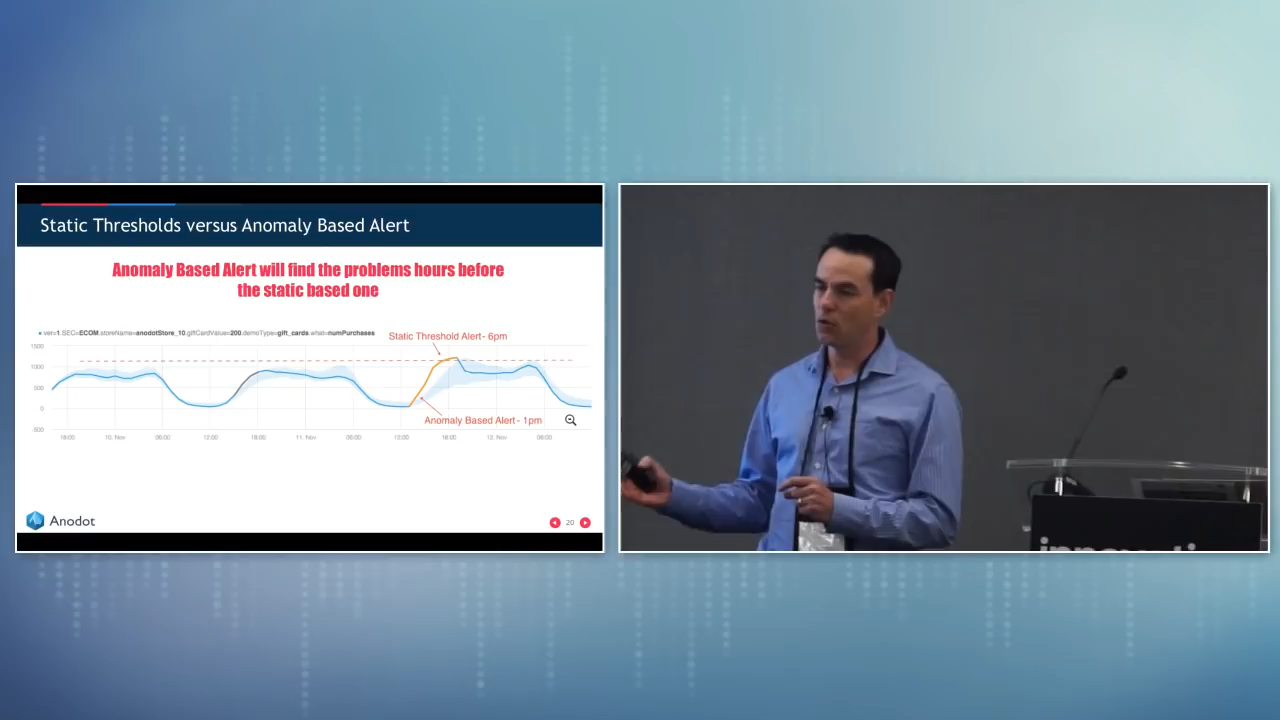 Static Thresholds versus Anomaly Based Alert
Anomaly Based Alert will find the problems hours before
the static based one
ver=1.SEC=ECOM.storeName=anodotStore_10.giftCardValue=200.demoType=gift_cards.what=numPurchases
Static Threshold Alert - 6pm
1500
1000
500
0
-500
Anomaly Based Alert - 1pm
18:00 10. Nov 06:00 12:00 18:00 11. Nov 06:00 12:00 18:00 12. Nov 06:00
Anodot
20